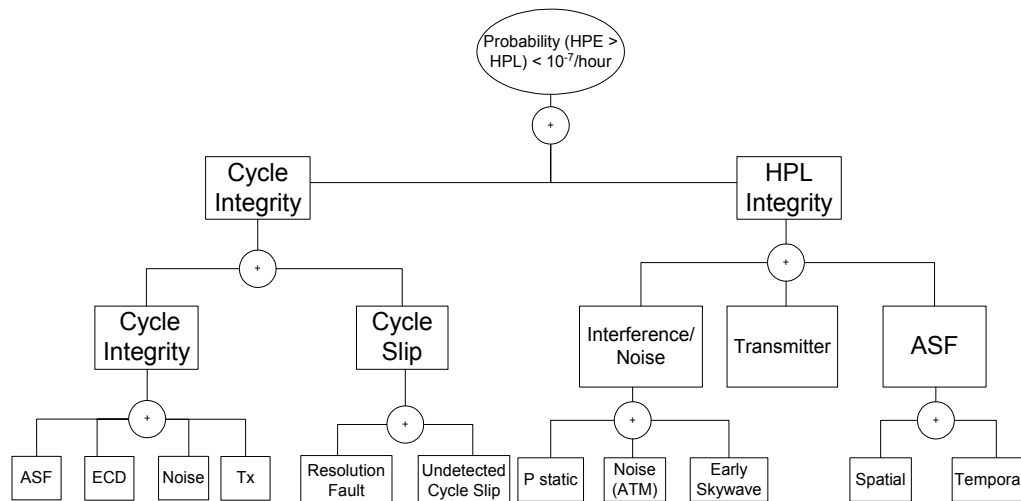 Probability (HPE >
HPL) < 10⁻⁷/hour
+
Cycle
Integrity
HPL
Integrity
+
+
Cycle
Integrity
Cycle
Slip
Interference/
Noise
Transmitter
ASF
+
+
+
+
ASF
ECD
Noise
Tx
Resolution
Fault
Undetected
Cycle Slip
P static
Noise
(ATM)
Early
Skywave
Spatial
Tempora